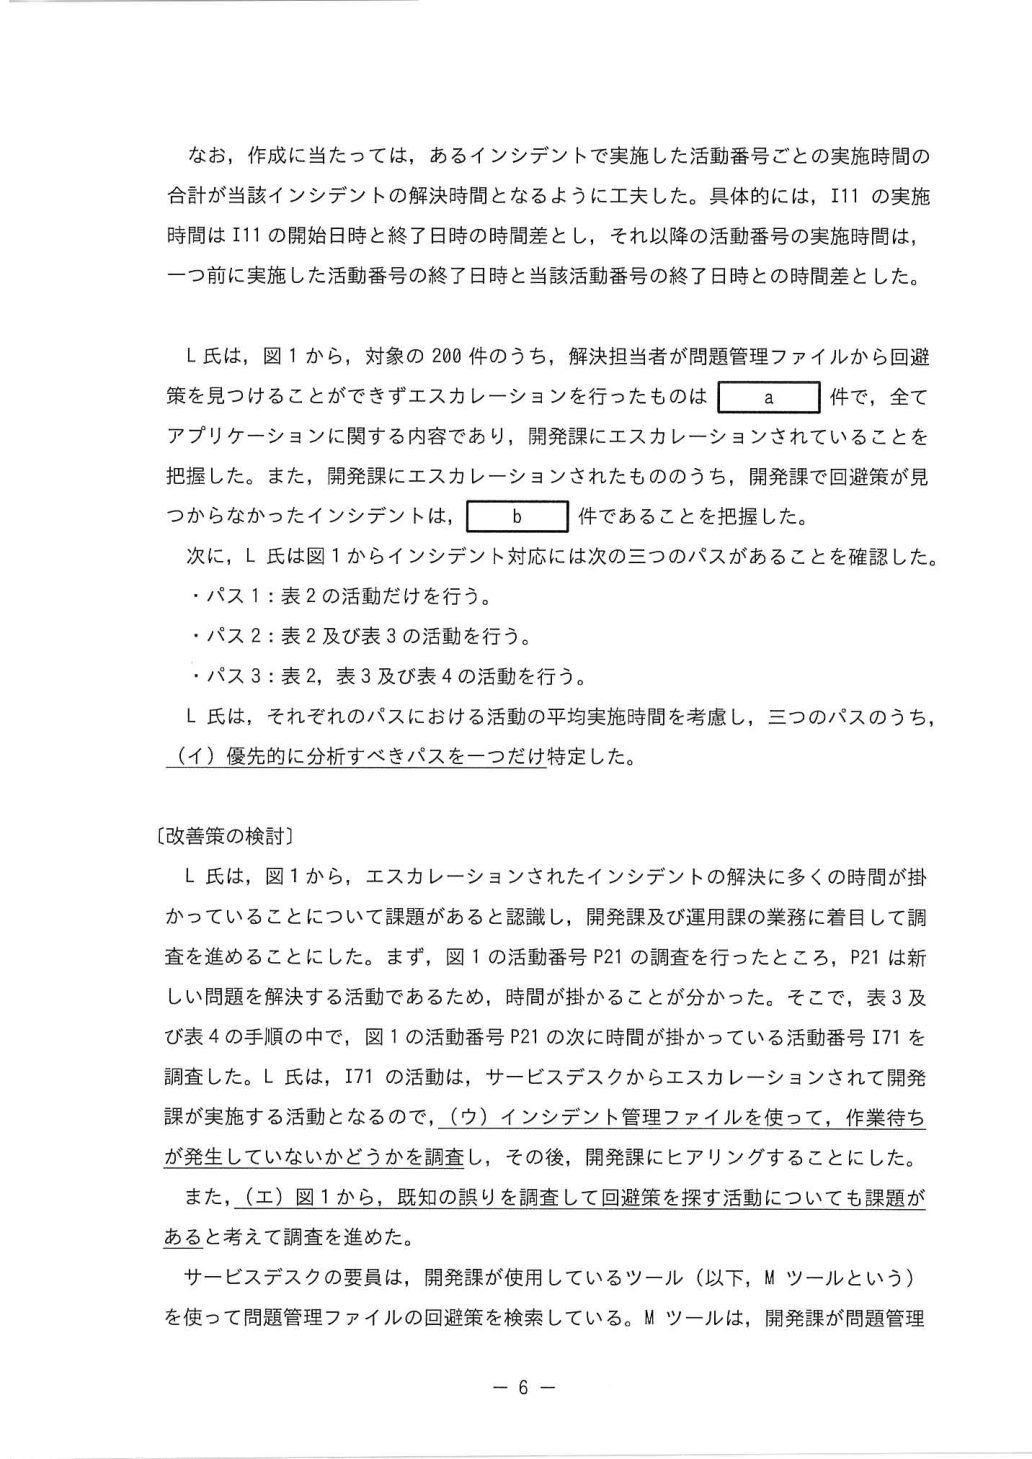 なお，作成に当たっては，あるインシデントで実施した活動番号ごとの実施時間の
合計が当該インシデントの解決時間となるように工夫した。具体的には，I11 の実施
時間は I11 の開始日時と終了日時の時間差とし，それ以降の活動番号の実施時間は，
一つ前に実施した活動番号の終了日時と当該活動番号の終了日時との時間差とした。
L 氏は，図 1 から，対象の 200 件のうち，解決担当者が問題管理ファイルから回避
策を見つけることができずエスカレーションを行ったものは a 件で，全て
アプリケーションに関する内容であり，開発課にエスカレーションされていることを
把握した。また，開発課にエスカレーションされたもののうち，開発課で回避策が見
つからなかったインシデントは， b 件であることを把握した。
次に，L 氏は図 1 からインシデント対応には次の三つのパスがあることを確認した。
・パス 1：表 2 の活動だけを行う。
・パス 2：表 2 及び表 3 の活動を行う。
・パス 3：表 2，表 3 及び表 4 の活動を行う。
L 氏は，それぞれのパスにおける活動の平均実施時間を考慮し，三つのパスのうち，
（イ）優先的に分析すべきパスを一つだけ特定した。
〔改善策の検討〕
L 氏は，図 1 から，エスカレーションされたインシデントの解決に多くの時間が掛
かっていることについて課題があると認識し，開発課及び運用課の業務に着目して調
査を進めることにした。まず，図 1 の活動番号 P21 の調査を行ったところ，P21 は新
しい問題を解決する活動であるため，時間が掛かることが分かった。そこで，表 3 及
び表 4 の手順の中で，図 1 の活動番号 P21 の次に時間が掛かっている活動番号 I71 を
調査した。L 氏は，I71 の活動は，サービスデスクからエスカレーションされて開発
課が実施する活動となるので，（ウ）インシデント管理ファイルを使って，作業待ち
が発生していないかどうかを調査し，その後，開発課にヒアリングすることにした。
また，（エ）図 1 から，既知の誤りを調査して回避策を探す活動についても課題が
あると考えて調査を進めた。
サービスデスクの要員は，開発課が使用しているツール（以下，M ツールという）
を使って問題管理ファイルの回避策を検索している。M ツールは，開発課が問題管理
－ 6 －